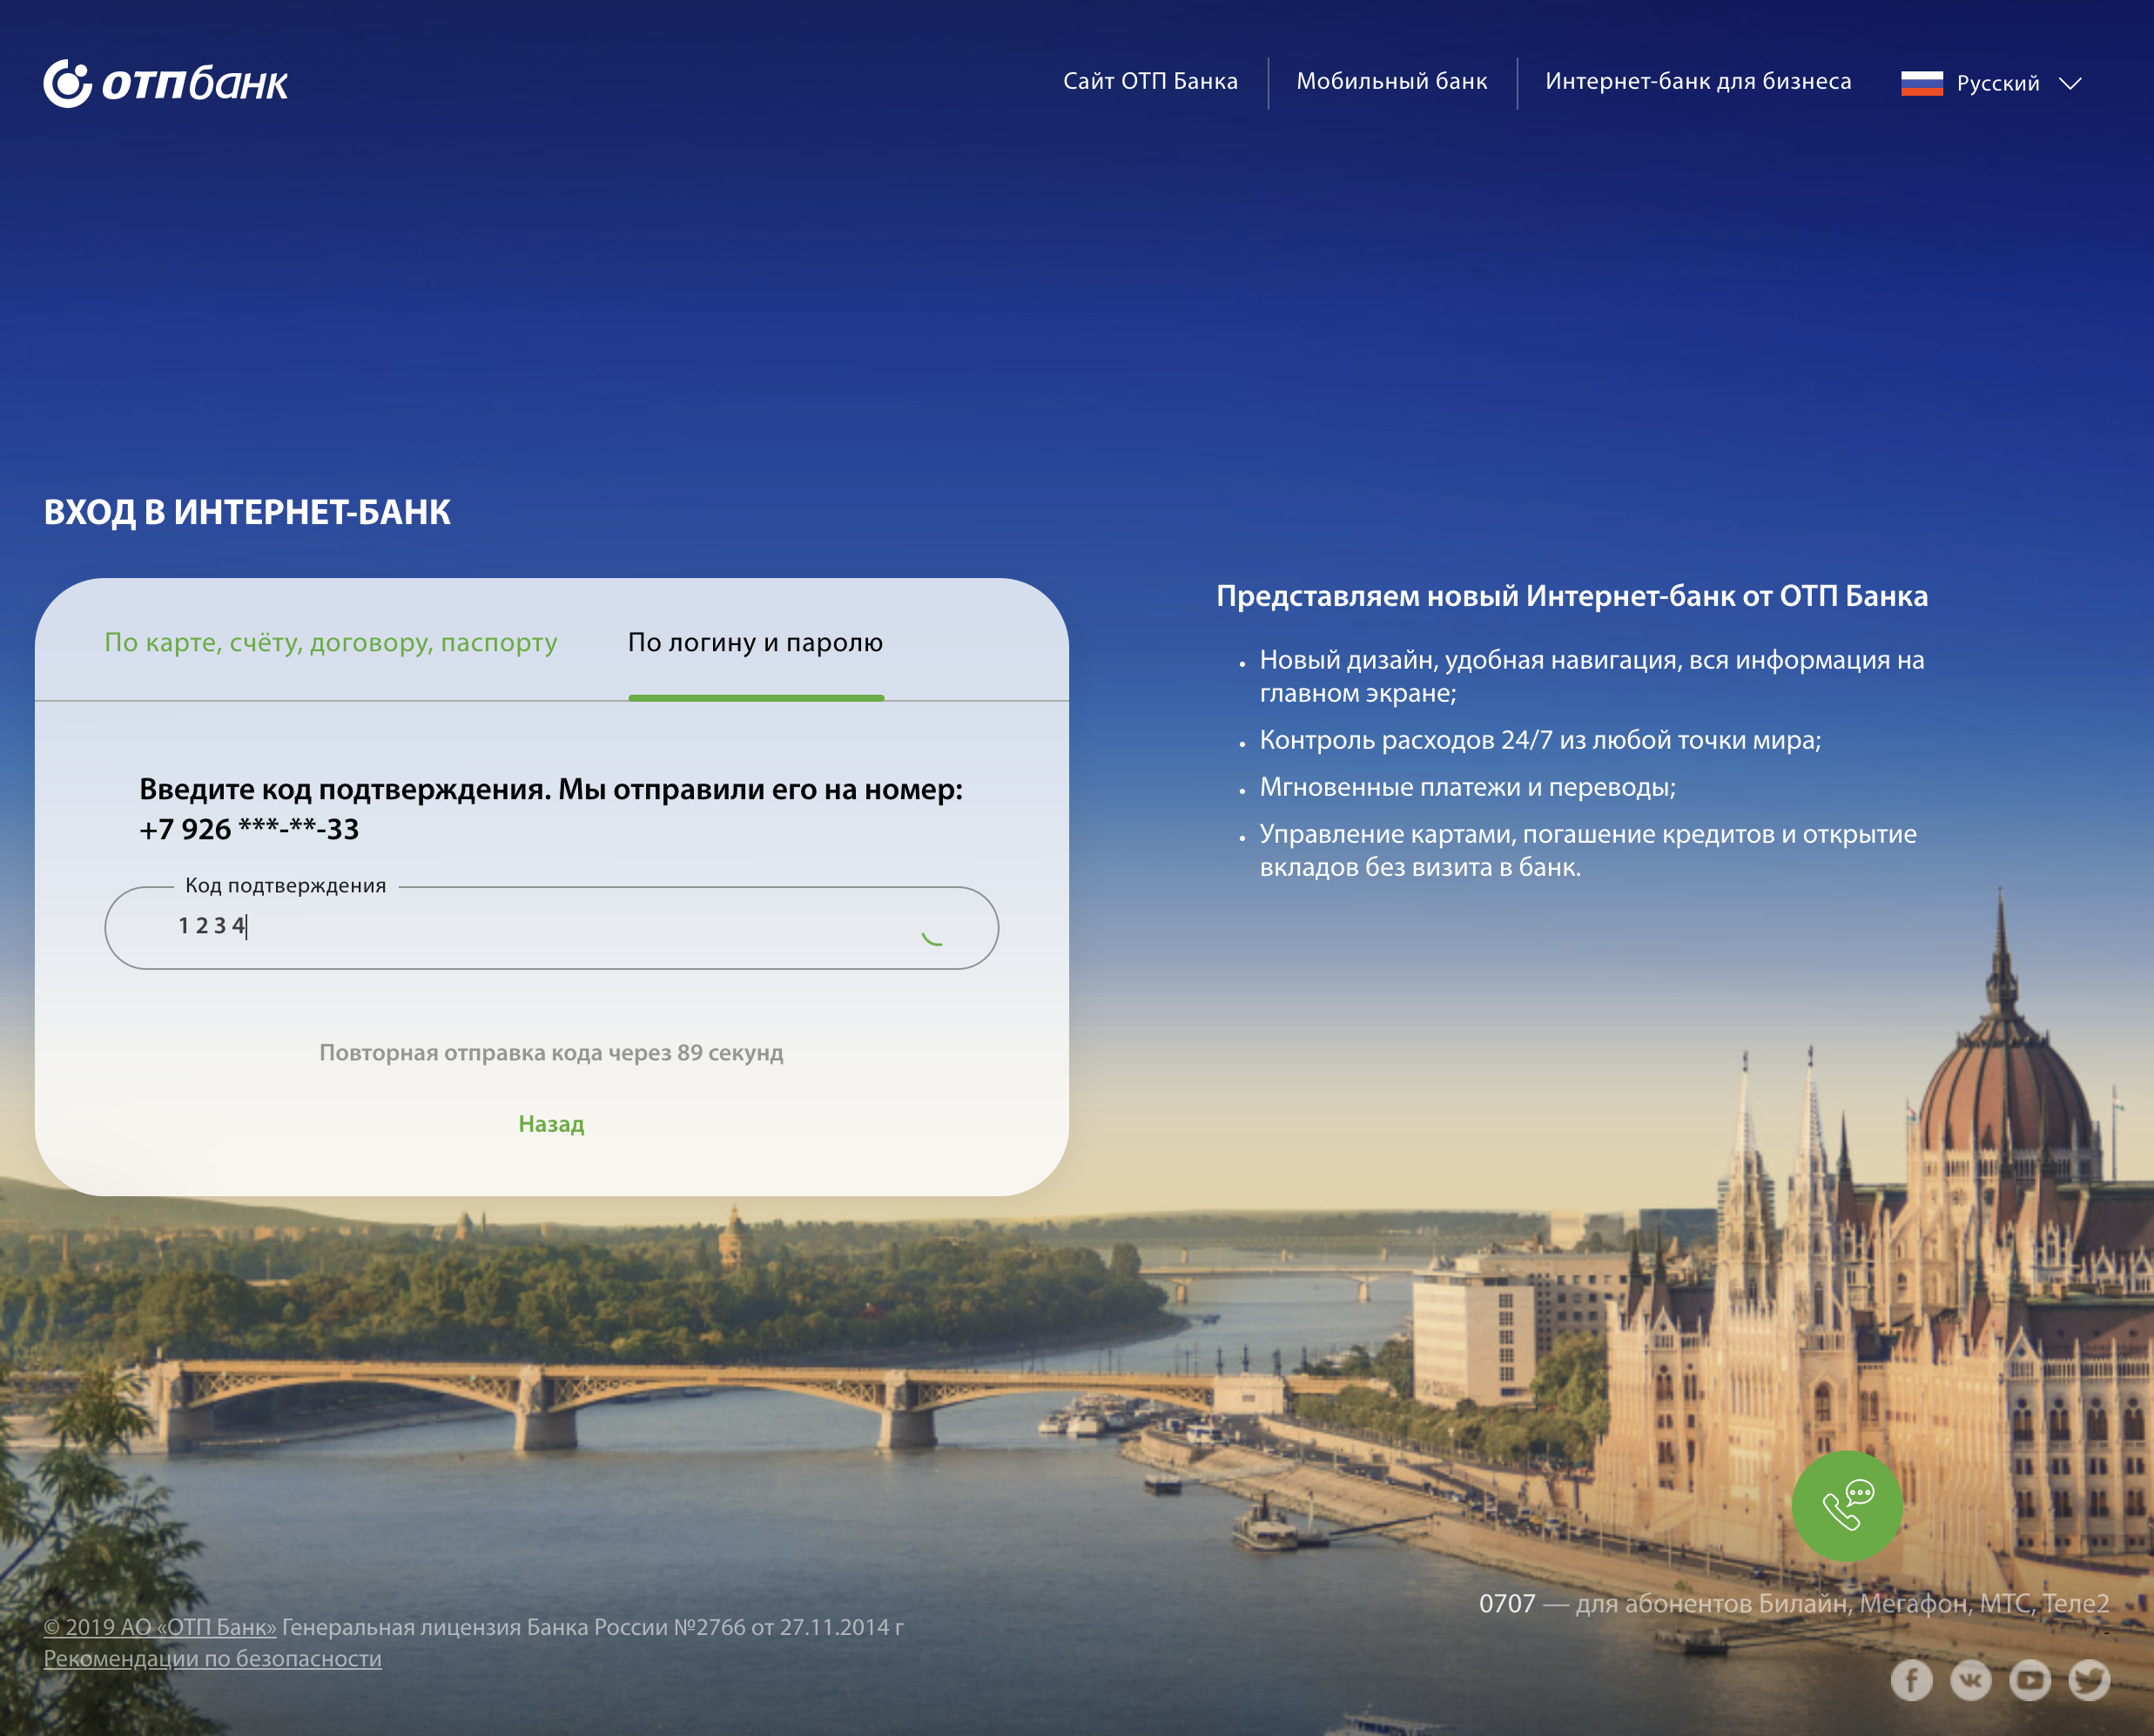 отпбанк
Сайт ОТП Банка
Мобильный банк
Интернет-банк для бизнеса
Русский
ВХОД В ИНТЕРНЕТ-БАНК
По карте, счёту, договору, паспорту
По логину и паролю
Введите код подтверждения. Мы отправили его на номер:
+7 926 ***-**-33
Код подтверждения
1 2 3 4
Повторная отправка кода через 89 секунд
Назад
Представляем новый Интернет-банк от ОТП Банка
• Новый дизайн, удобная навигация, вся информация на
главном экране;
• Контроль расходов 24/7 из любой точки мира;
• Мгновенные платежи и переводы;
• Управление картами, погашение кредитов и открытие
вкладов без визита в банк.
0707 — для абонентов Билайн, Мегафон, МТС, Теле2
-
© 2019 АО «ОТП Банк» Генеральная лицензия Банка России №2766 от 27.11.2014 г
Рекомендации по безопасности